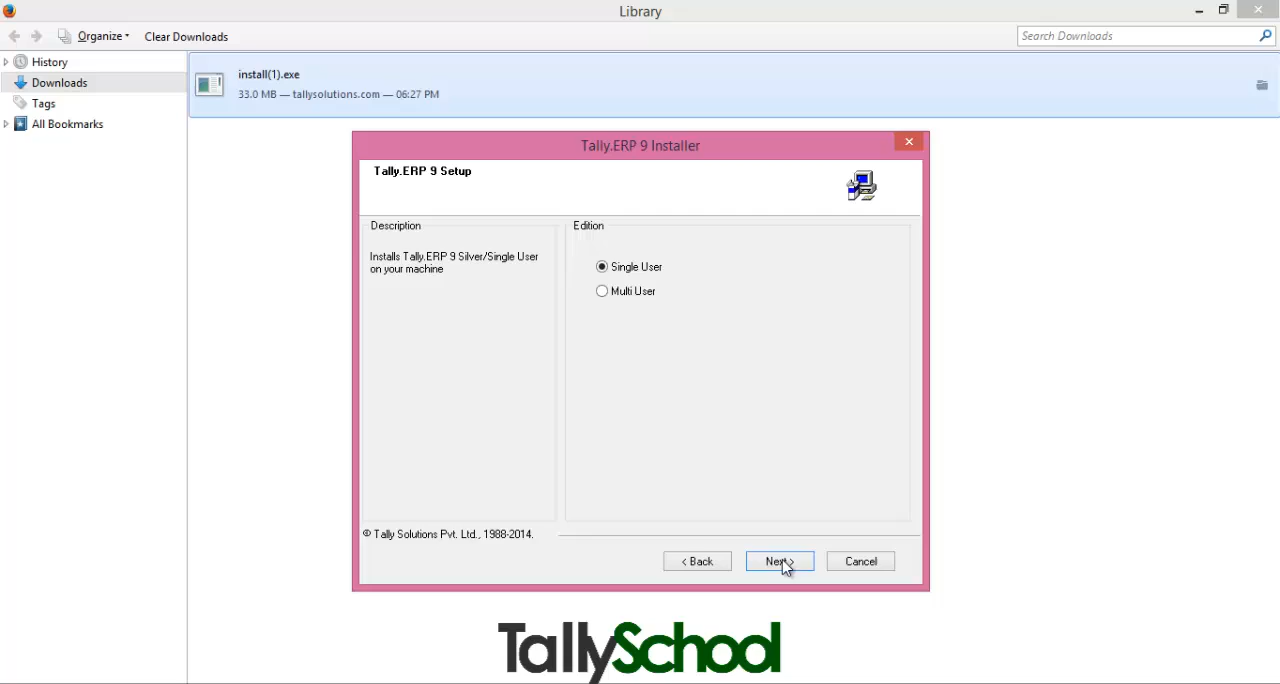 Library
Organize
Clear Downloads
Search Downloads
History
Downloads
Tags
All Bookmarks
install(1).exe
33.0 MB — tallysolutions.com — 06:27 PM
Tally.ERP 9 Installer
Tally.ERP 9 Setup
Description
Installs Tally.ERP 9 Silver/Single User
on your machine
Edition
Single User
Multi User
© Tally Solutions Pvt. Ltd., 1988-2014.
< Back
Next >
Cancel
TallySchool